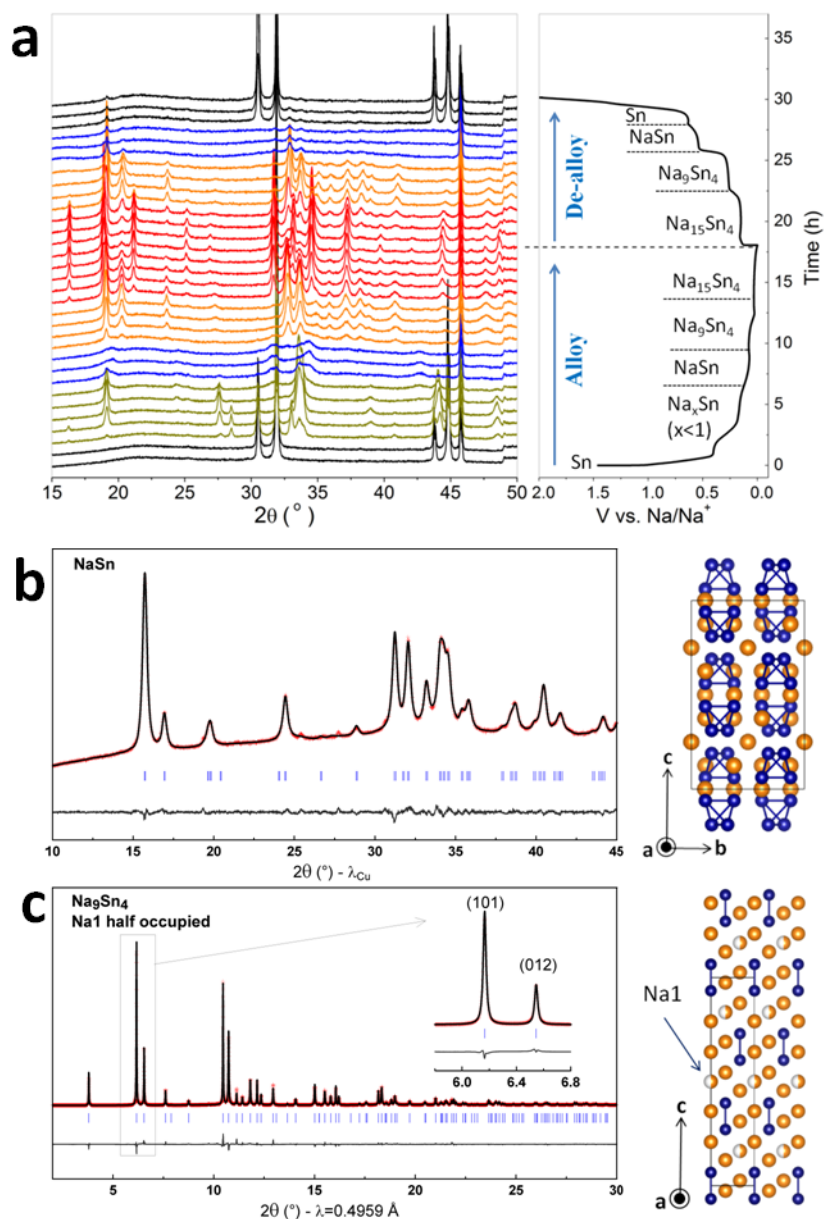 a
35
30
25
20
15
10
5
0
Time (h)
De-alloy
Alloy
Sn
NaSn
Na₉Sn₄
Na₁₅Sn₄
Na₁₅Sn₄
Na₉Sn₄
NaSn
NaₓSn
(x<1)
Sn
15 20 25 30 35 40 45 50
2θ (°)
2.0 1.5 1.0 0.5 0.0
V vs. Na/Na⁺
b
NaSn
10 15 20 25 30 35 40 45
2θ (°) - λCu
c
a b
c
Na₉Sn₄
Na1 half occupied
(101)
(012)
6.0 6.4 6.8
5 10 15 20 25 30
2θ (°) - λ=0.4959 Å
Na1
c
a